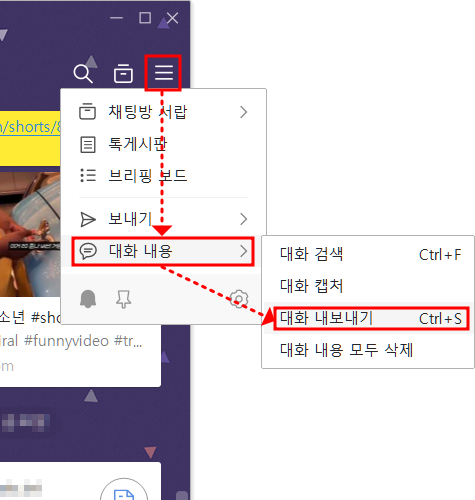 채팅방 서랍
톡게시판
브리핑 보드
보내기
대화 내용
대화 검색 Ctrl+F
대화 캡처
대화 내보내기 Ctrl+S
대화 내용 모두 삭제
n/shorts/8
소년 #sho
iral #funnyvideo #tr...
m